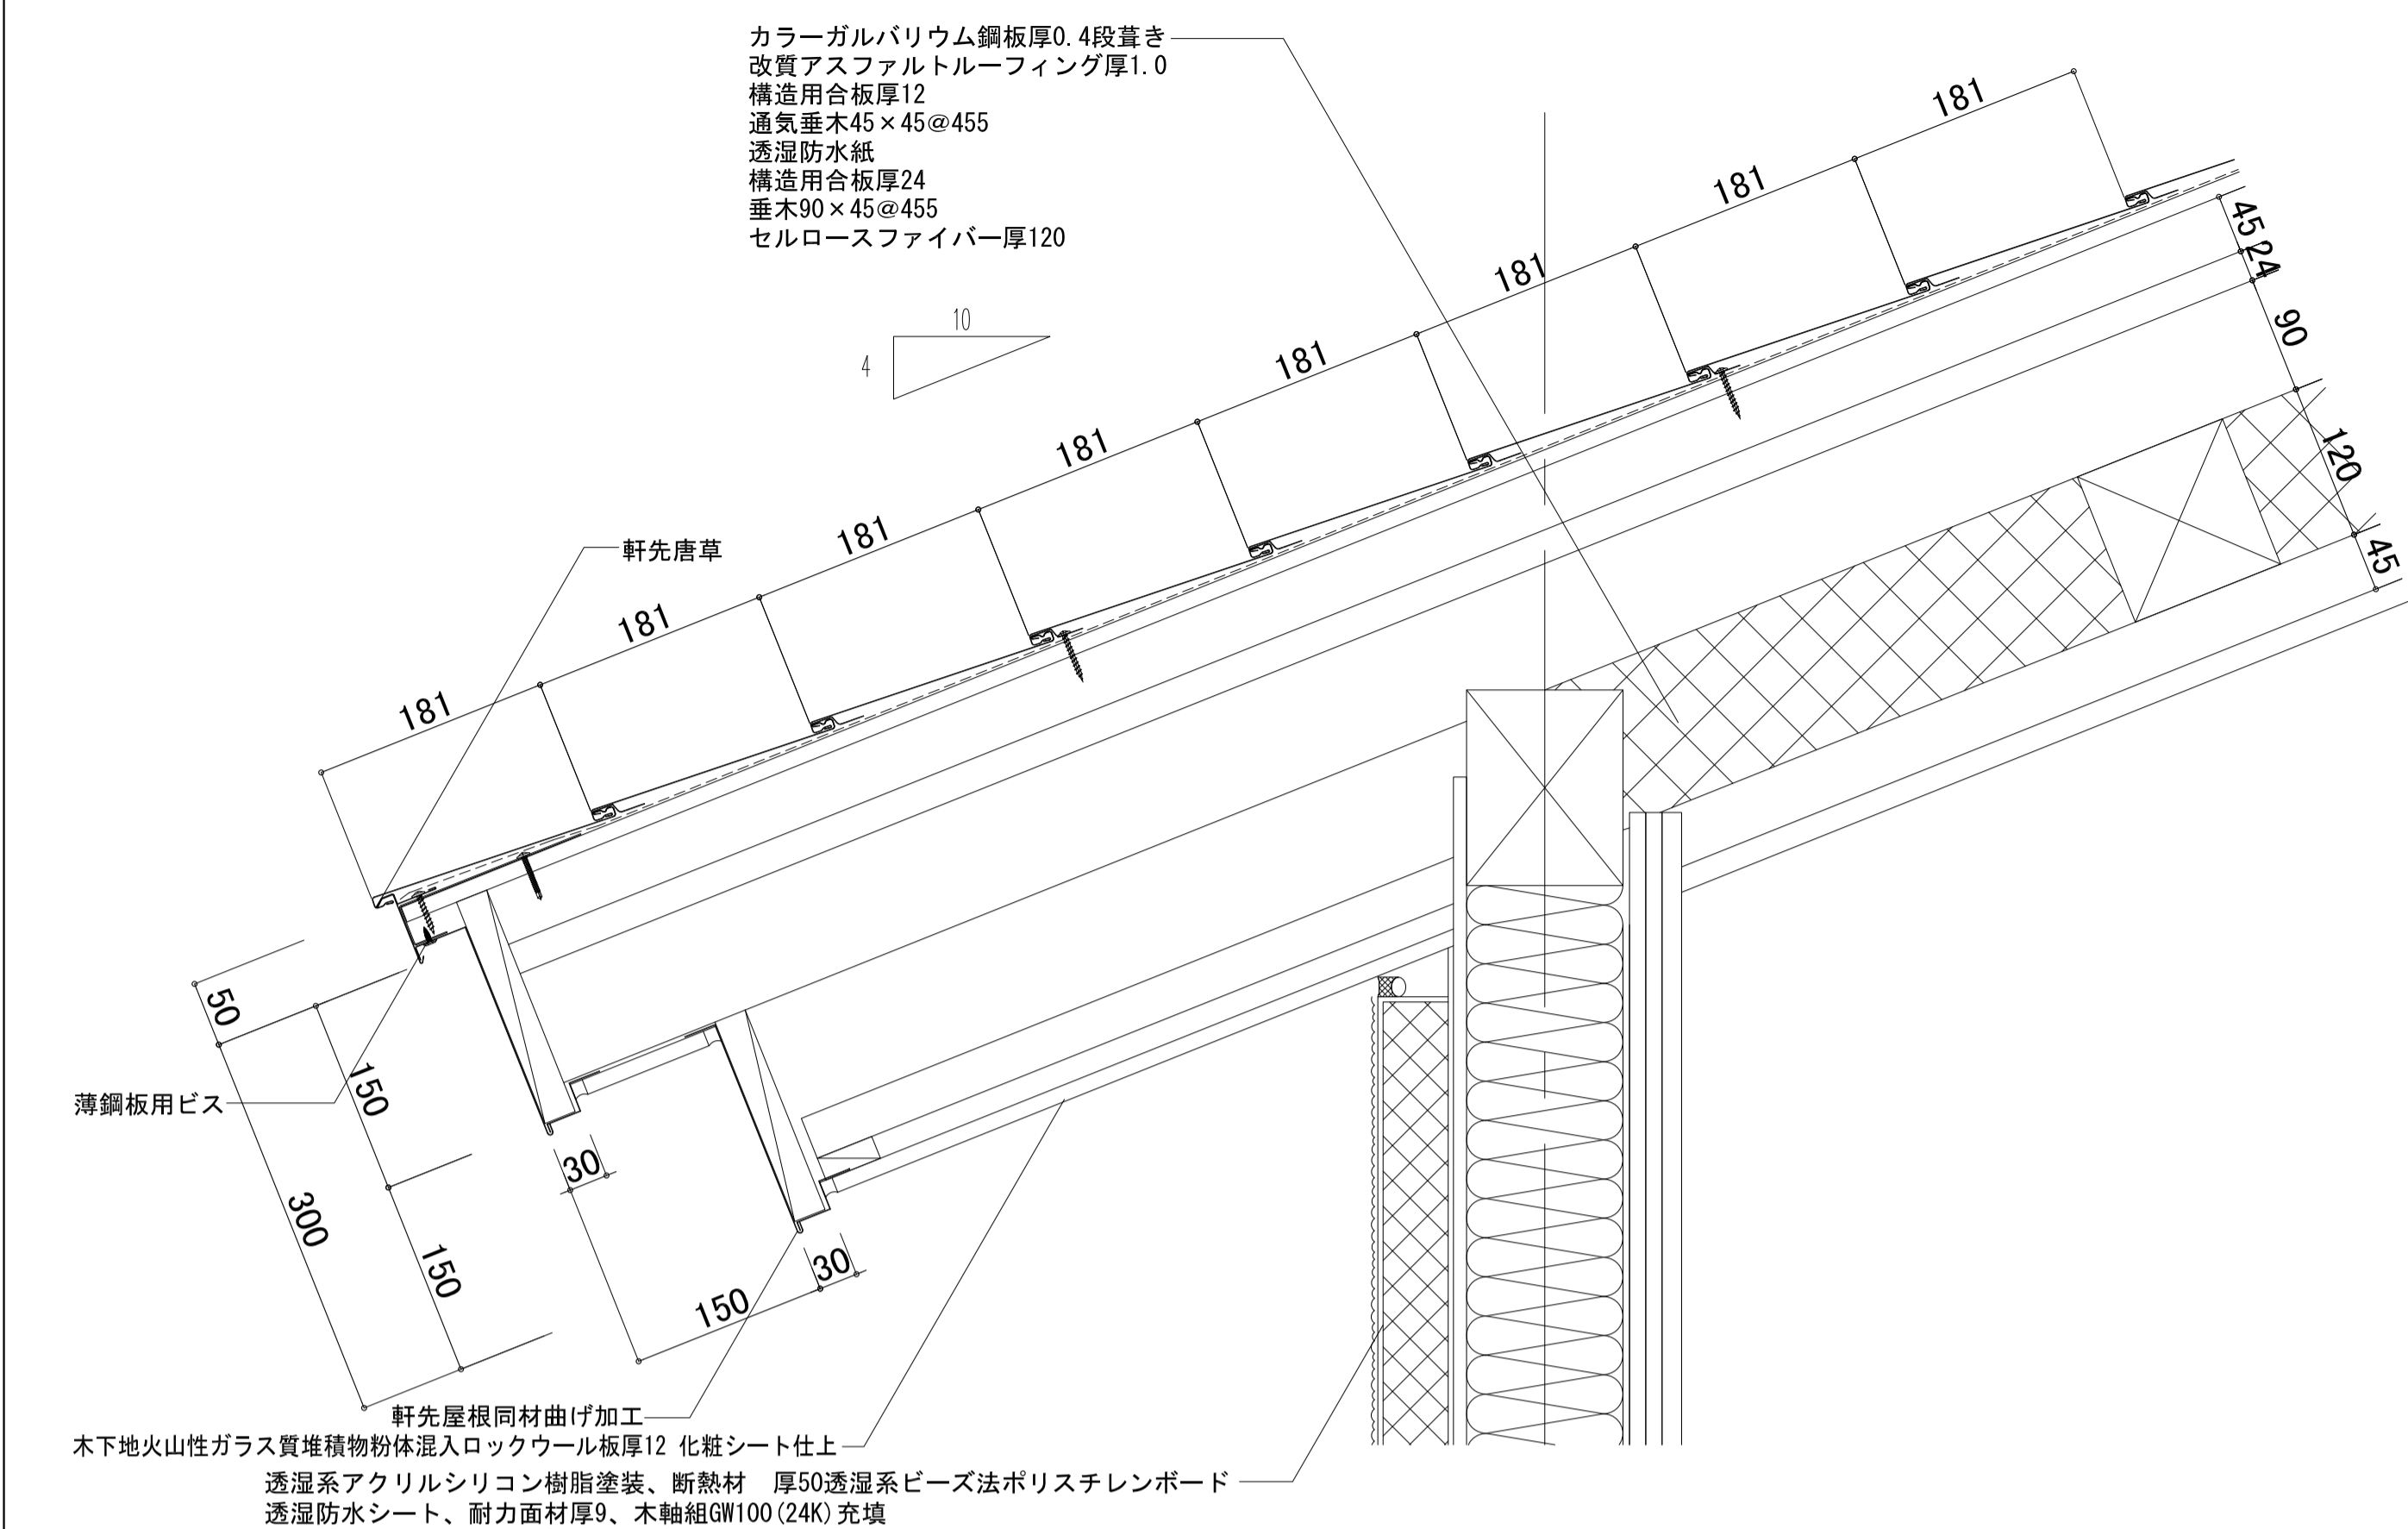 カラーガルバリウム鋼板厚0.4段葺き
改質アスファルトルーフィング厚1.0
構造用合板厚12
通気垂木45×45@455
透湿防水紙
構造用合板厚24
垂木90×45@455
セルロースファイバー厚120
10
4
181
181
181
181
181
181
181
181
45
24
90
120
45
軒先唐草
50
薄鋼板用ビス
150
300
150
30
150
30
軒先屋根同材曲げ加工
木下地火山性ガラス質堆積物粉体混入ロックウール板厚12 化粧シート仕上
透湿系アクリルシリコン樹脂塗装、断熱材　厚50透湿系ビーズ法ポリスチレンボード
透湿防水シート、耐力面材厚9、木軸組GW100(24K)充填